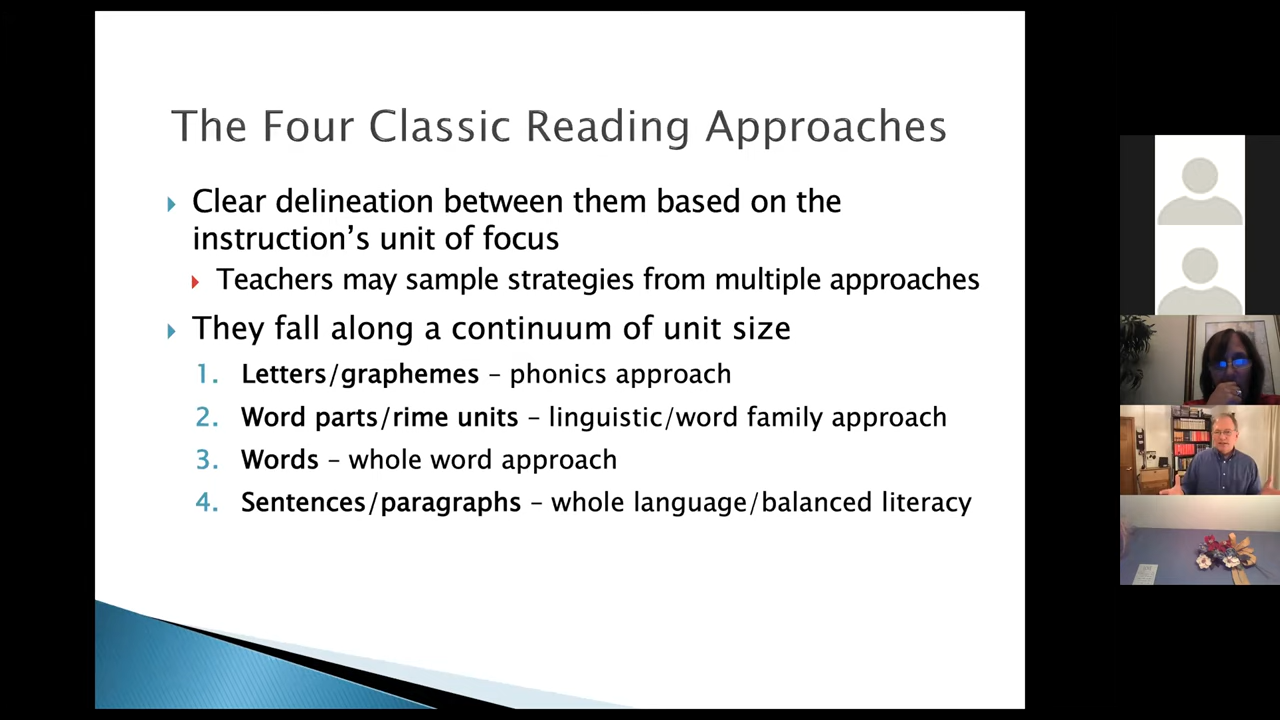 The Four Classic Reading Approaches
Clear delineation between them based on the
instruction's unit of focus
Teachers may sample strategies from multiple approaches
They fall along a continuum of unit size
1. Letters/graphemes – phonics approach
2. Word parts/rime units – linguistic/word family approach
3. Words – whole word approach
4. Sentences/paragraphs – whole language/balanced literacy